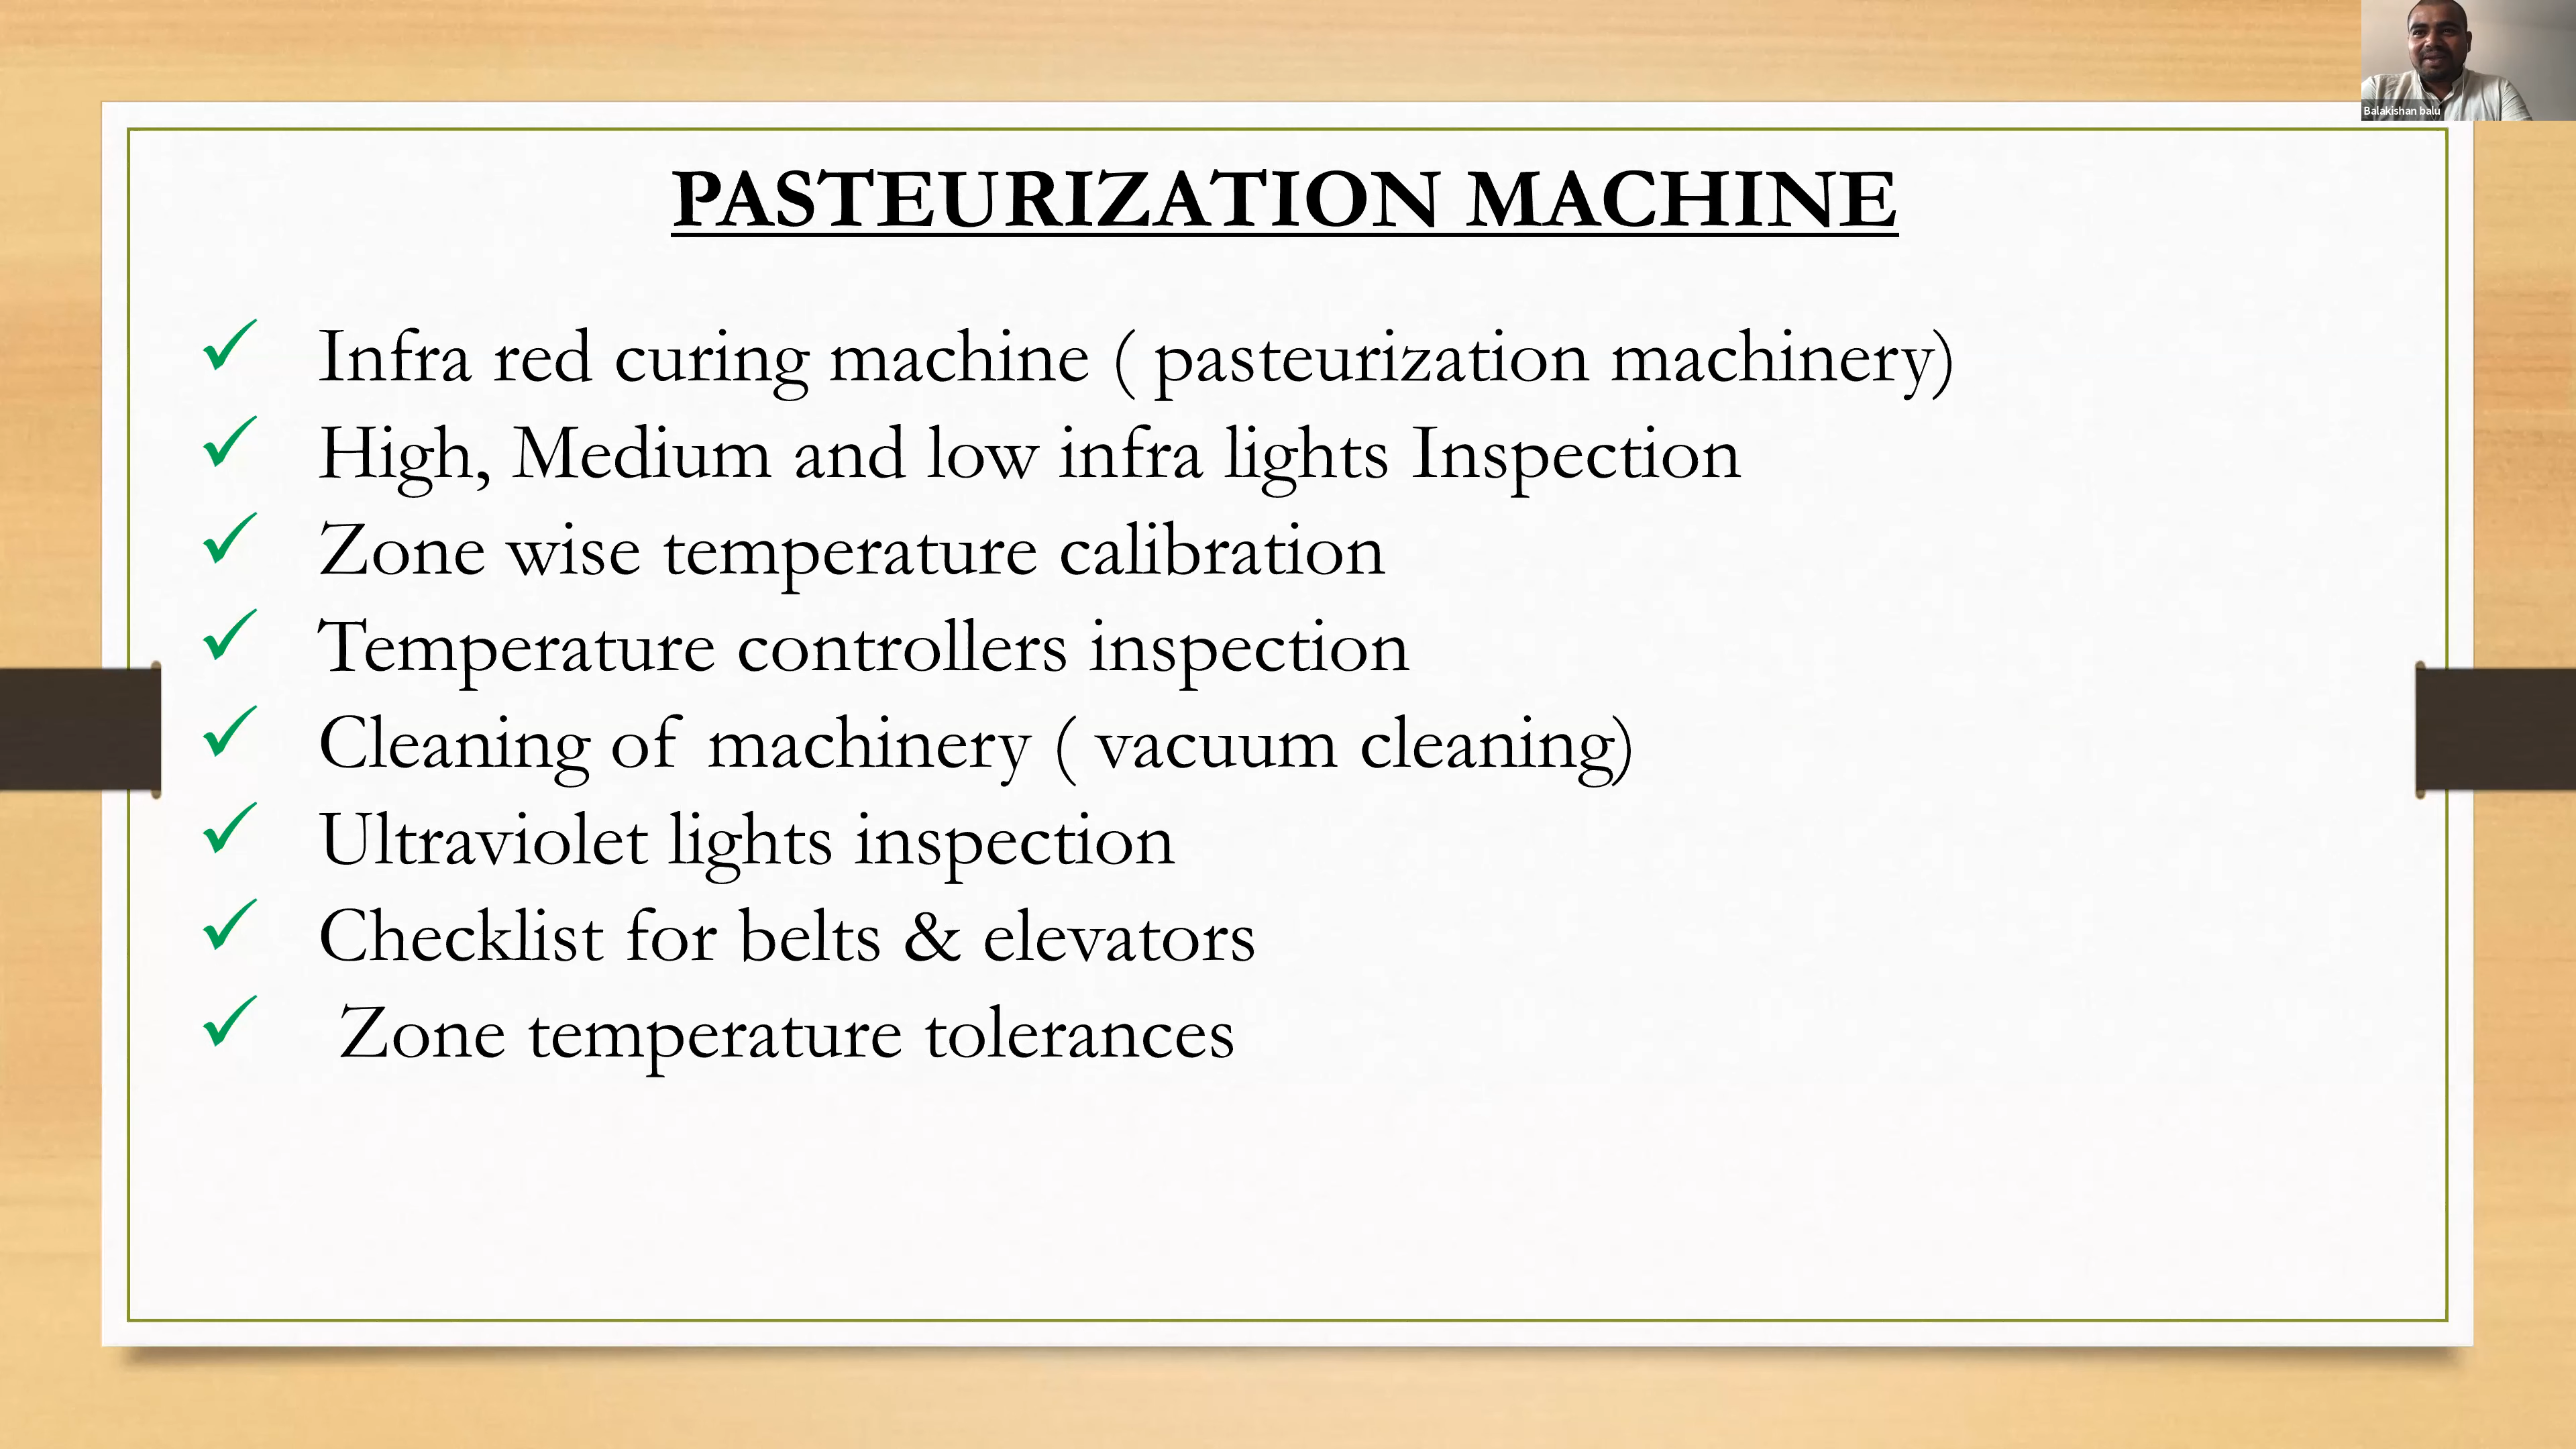 Balakishan balu
PASTEURIZATION MACHINE
Infra red curing machine ( pasteurization machinery)
High, Medium and low infra lights Inspection
Zone wise temperature calibration
Temperature controllers inspection
Cleaning of machinery ( vacuum cleaning)
Ultraviolet lights inspection
Checklist for belts & elevators
Zone temperature tolerances